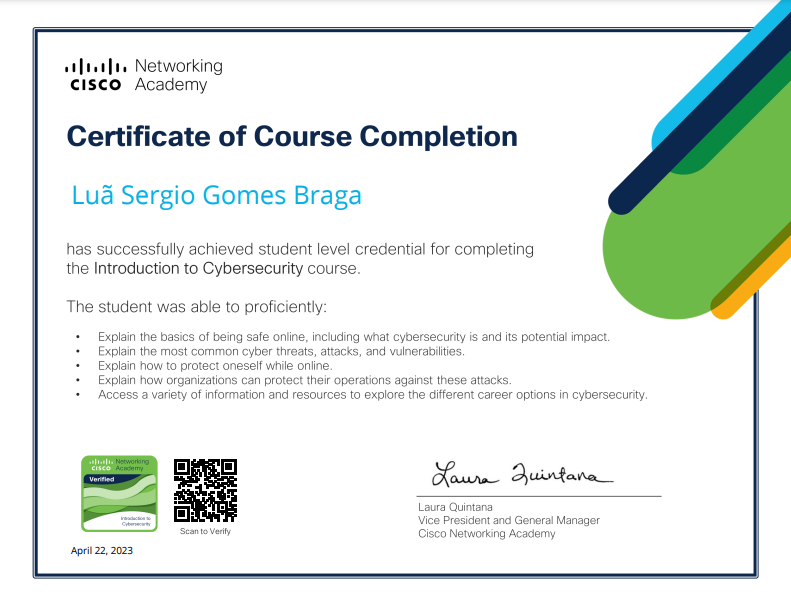 CISCO Networking Academy
Certificate of Course Completion
Luã Sergio Gomes Braga
has successfully achieved student level credential for completing
the Introduction to Cybersecurity course.
The student was able to proficiently:
• Explain the basics of being safe online, including what cybersecurity is and its potential impact.
• Explain the most common cyber threats, attacks, and vulnerabilities.
• Explain how to protect oneself while online.
• Explain how organizations can protect their operations against these attacks.
• Access a variety of information and resources to explore the different career options in cybersecurity.
CISCO Networking Academy
Verified
Introduction to
Cybersecurity
Scan to Verify
April 22, 2023
Laura Quintana
Laura Quintana
Vice President and General Manager
Cisco Networking Academy